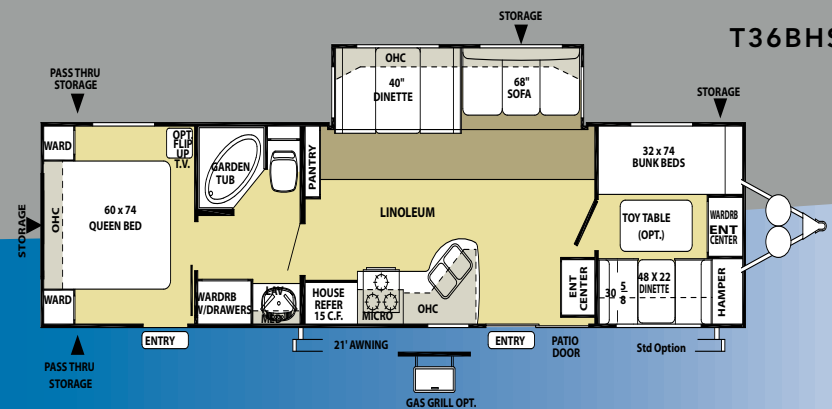 STORAGE
T36BHS
PASS THRU
STORAGE
OHC
40"
DINETTE
68"
SOFA
STORAGE
WARD
OPT.
FLIP
UP
T.V.
GARDEN
TUB
PANTRY
32 x 74
BUNK BEDS
STORAGE
OHC
60 x 74
QUEEN BED
LINOLEUM
TOY TABLE
(OPT.)
WARDRB
ENT
CENTER
WARD
WARDRB
W/DRAWERS
LAV
MED
HOUSE
REFER
15 C.F.
MICRO
OHC
ENT
CENTER
30 5/8
48 X 22
DINETTE
HAMPER
ENTRY
21' AWNING
ENTRY
PATIO
DOOR
Std Option
PASS THRU
STORAGE
GAS GRILL OPT.